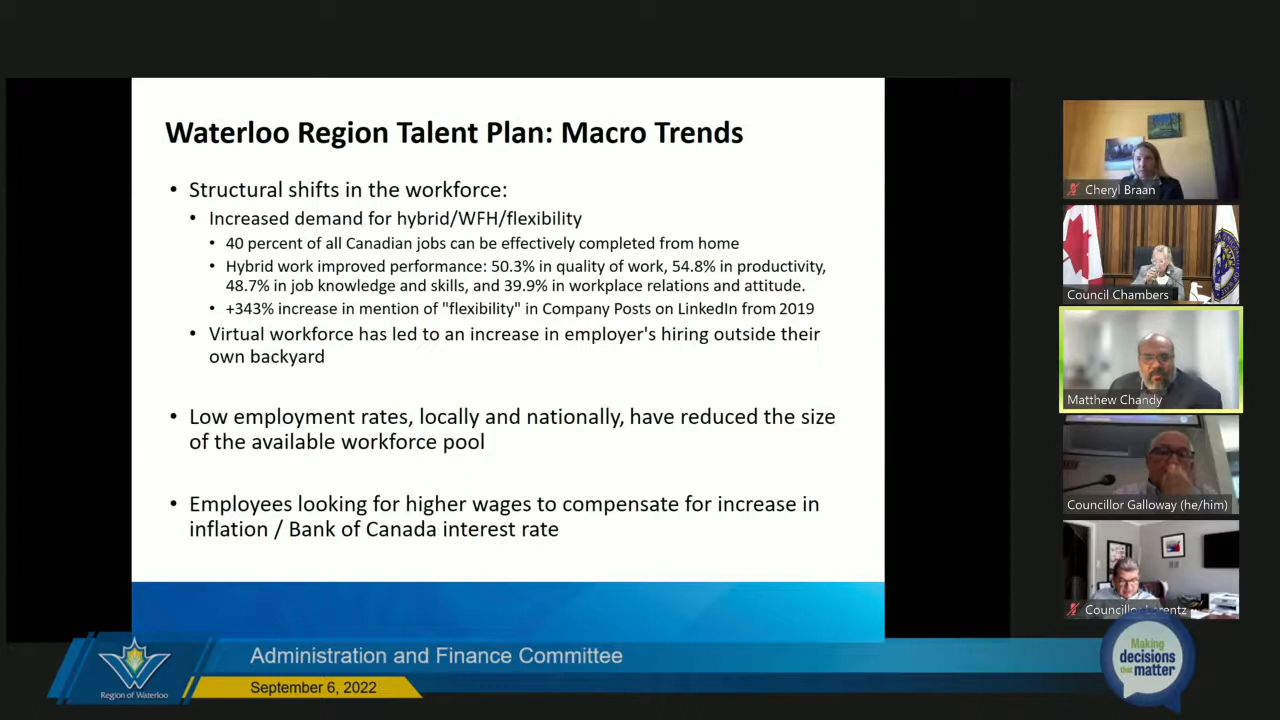 Waterloo Region Talent Plan: Macro Trends
• Structural shifts in the workforce:
• Increased demand for hybrid/WFH/flexibility
• 40 percent of all Canadian jobs can be effectively completed from home
• Hybrid work improved performance: 50.3% in quality of work, 54.8% in productivity,
48.7% in job knowledge and skills, and 39.9% in workplace relations and attitude.
• +343% increase in mention of "flexibility" in Company Posts on LinkedIn from 2019
• Virtual workforce has led to an increase in employer's hiring outside their
own backyard
• Low employment rates, locally and nationally, have reduced the size
of the available workforce pool
• Employees looking for higher wages to compensate for increase in
inflation / Bank of Canada interest rate
Cheryl Braan
Council Chambers
Matthew Chandy
Councillor Galloway (he/him)
Councillor Lorentz
Region of Waterloo
Administration and Finance Committee
September 6, 2022
Making
decisions
that matter